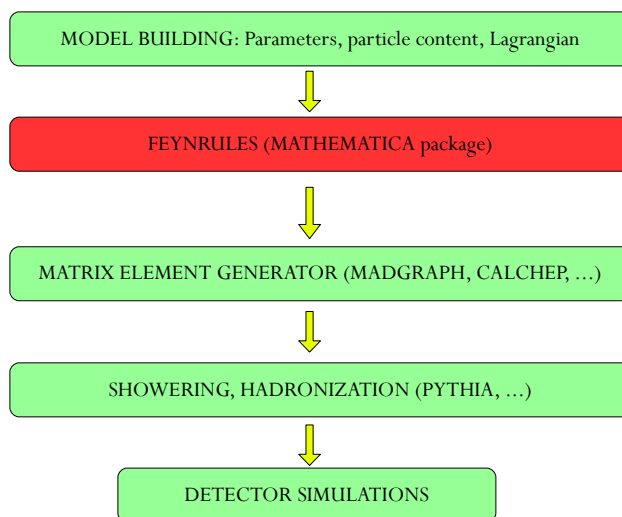 MODEL BUILDING: Parameters, particle content, Lagrangian
FEYNRULES (MATHEMATICA package)
MATRIX ELEMENT GENERATOR (MADGRAPH, CALCHEP, …)
SHOWERING, HADRONIZATION (PYTHIA, …)
DETECTOR SIMULATIONS